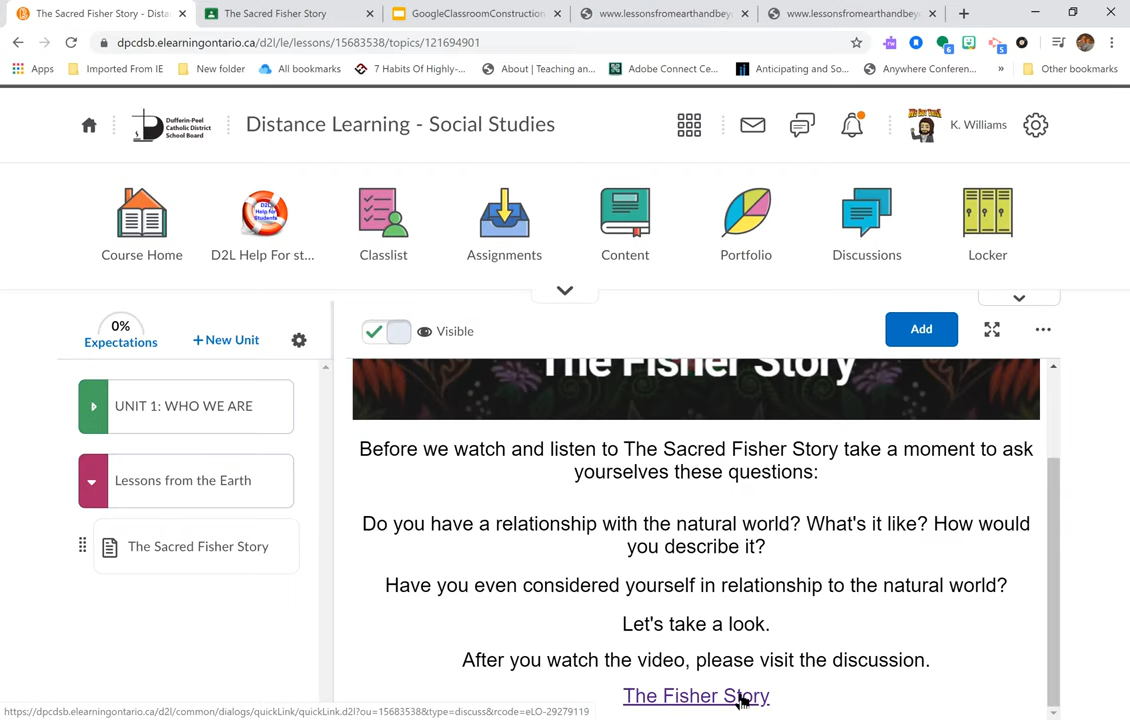 The Sacred Fisher Story - Dista
The Sacred Fisher Story
GoogleClassroomConstruction
www.lessonsfromearthandbey
www.lessonsfromearthandbeya
dpcdsb.elearningontario.ca/d2l/le/lessons/15683538/topics/121694901
Apps
Imported From IE
New folder
All bookmarks
7 Habits Of Highly-...
About | Teaching an...
Adobe Connect Ce...
Anticipating and So...
Anywhere Conferen...
»
Other bookmarks
Dufferin-Peel
Catholic District
School Board
Distance Learning - Social Studies
K. Williams
D2L
Help for
Students
Course Home
D2L Help For st...
Classlist
Assignments
Content
Portfolio
Discussions
Locker
0%
Expectations
+ New Unit
Visible
Add
UNIT 1: WHO WE ARE
Lessons from the Earth
The Sacred Fisher Story
The Fisher Story
Before we watch and listen to The Sacred Fisher Story take a moment to ask
yourselves these questions:
Do you have a relationship with the natural world? What's it like? How would
you describe it?
Have you even considered yourself in relationship to the natural world?
Let's take a look.
After you watch the video, please visit the discussion.
The Fisher Story
https://dpcdsb.elearningontario.ca/d2l/common/dialogs/quickLink/quickLink.d2l?ou=15683538&type=discuss&rcode=eLO-29279119